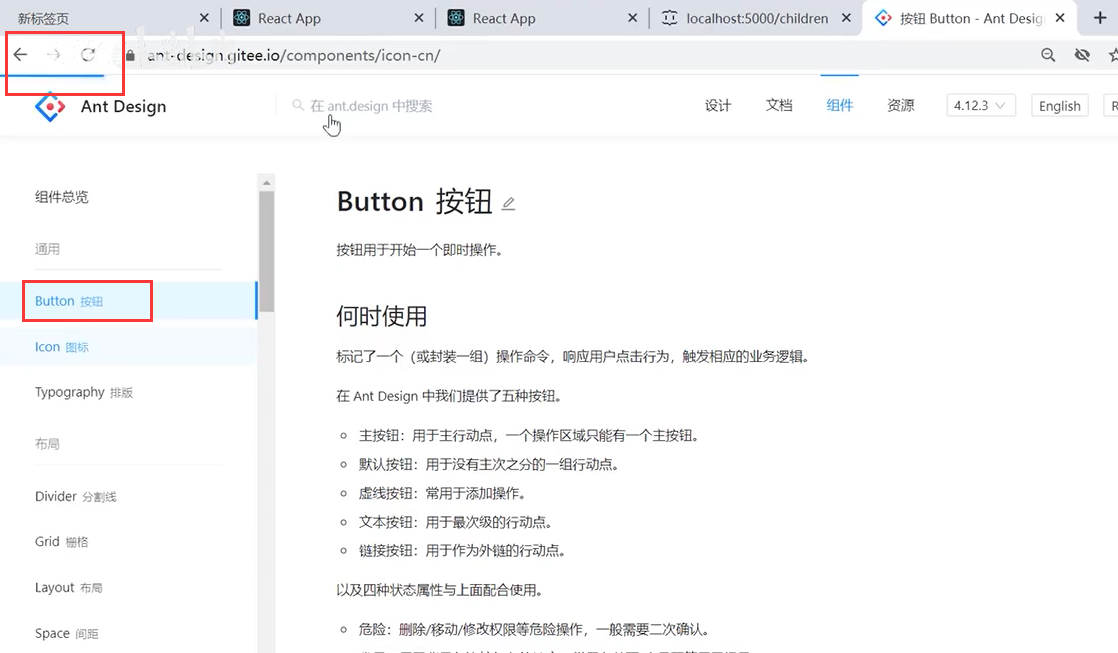 新标签页
React App
React App
localhost:5000/children
按钮 Button - Ant Desig
ant-design.gitee.io/components/icon-cn/
Ant Design
在 ant.design 中搜索
设计
文档
组件
资源
4.12.3
English
R
组件总览
通用
Button 按钮
Icon 图标
Typography 排版
布局
Divider 分割线
Grid 栅格
Layout 布局
Space 间距
Button 按钮
按钮用于开始一个即时操作。
何时使用
标记了一个（或封装一组）操作命令，响应用户点击行为，触发相应的业务逻辑。
在 Ant Design 中我们提供了五种按钮。
主按钮：用于主行动点，一个操作区域只能有一个主按钮。
默认按钮：用于没有主次之分的一组行动点。
虚线按钮：常用于添加操作。
文本按钮：用于最次级的行动点。
链接按钮：用于作为外链的行动点。
以及四种状态属性与上面配合使用。
危险：删除/移动/修改权限等危险操作，一般需要二次确认。